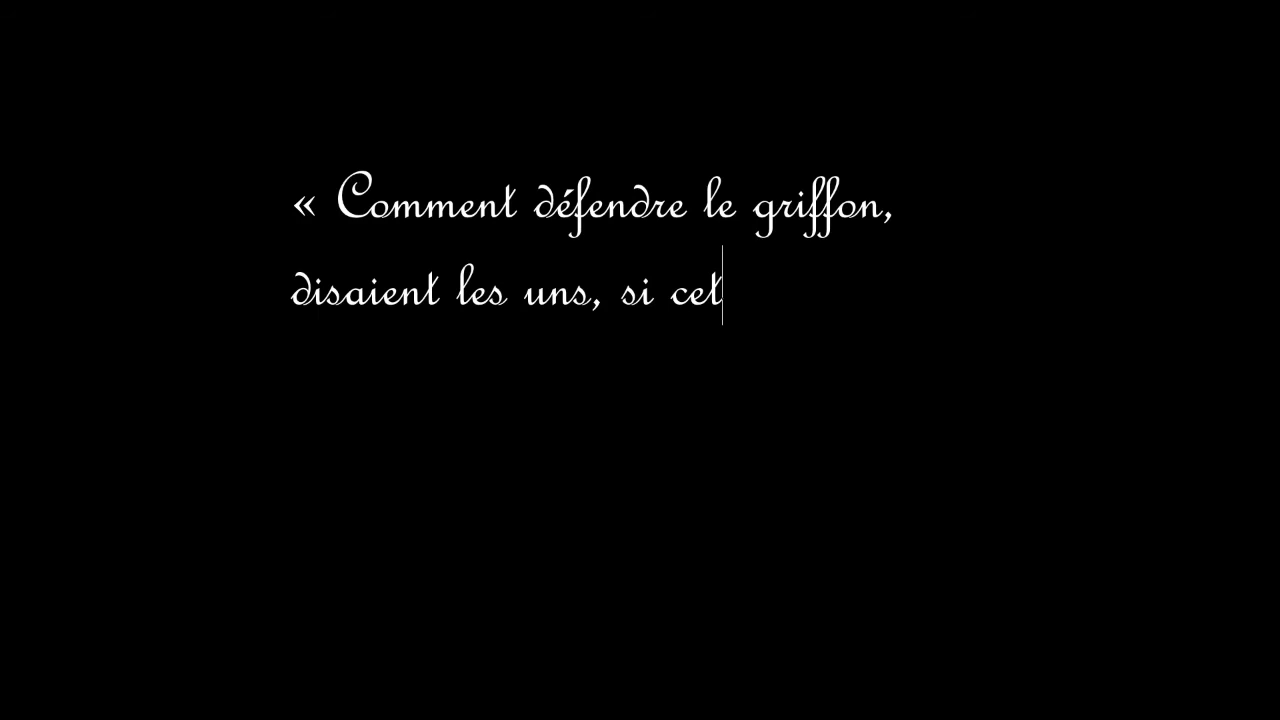 « Comment défendre le griffon,
disaient les uns, si cet